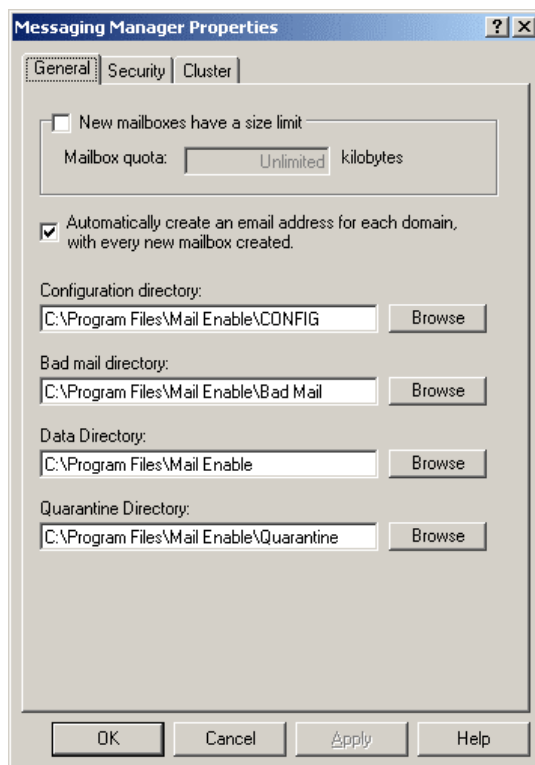 Messaging Manager Properties
General Security Cluster
New mailboxes have a size limit
Mailbox quota: Unlimited kilobytes
Automatically create an email address for each domain,
with every new mailbox created.
Configuration directory:
C:\Program Files\Mail Enable\CONFIG Browse
Bad mail directory:
C:\Program Files\Mail Enable\Bad Mail Browse
Data Directory:
C:\Program Files\Mail Enable Browse
Quarantine Directory:
C:\Program Files\Mail Enable\Quarantine Browse
OK Cancel Apply Help